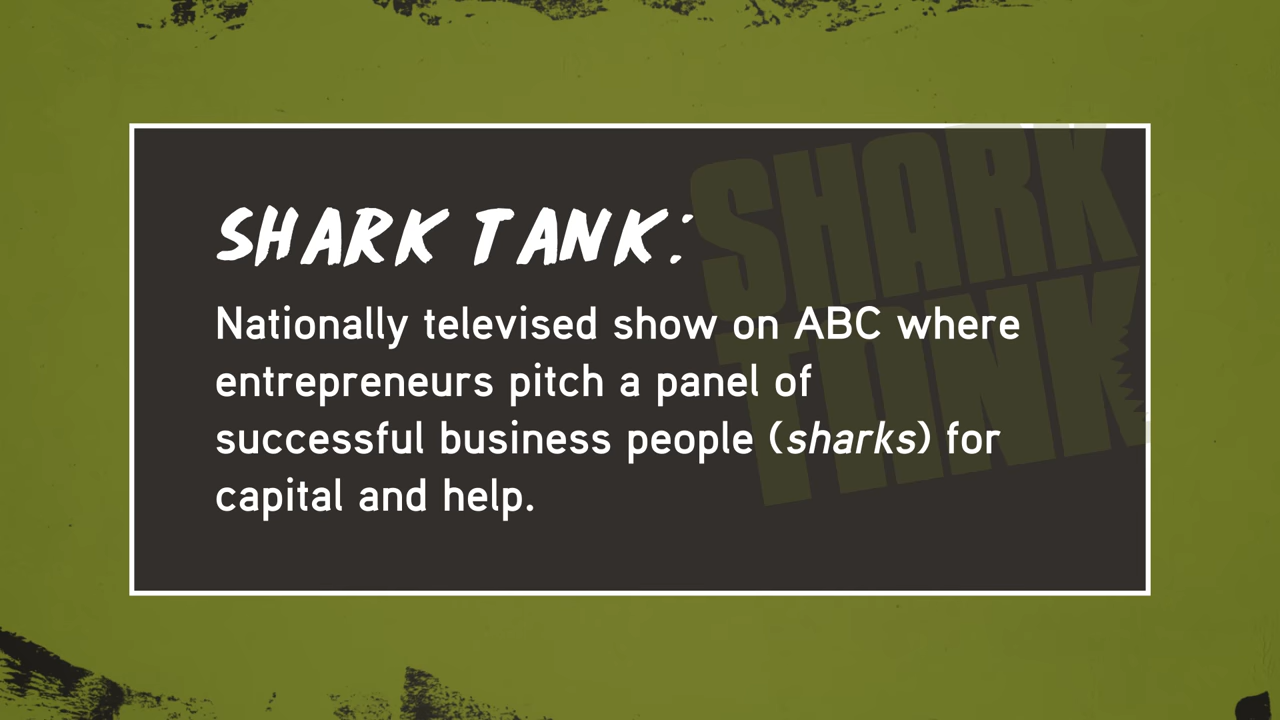 SHARK TANK:
Nationally televised show on ABC where
entrepreneurs pitch a panel of
successful business people (sharks) for
capital and help.
SHARK
TANK